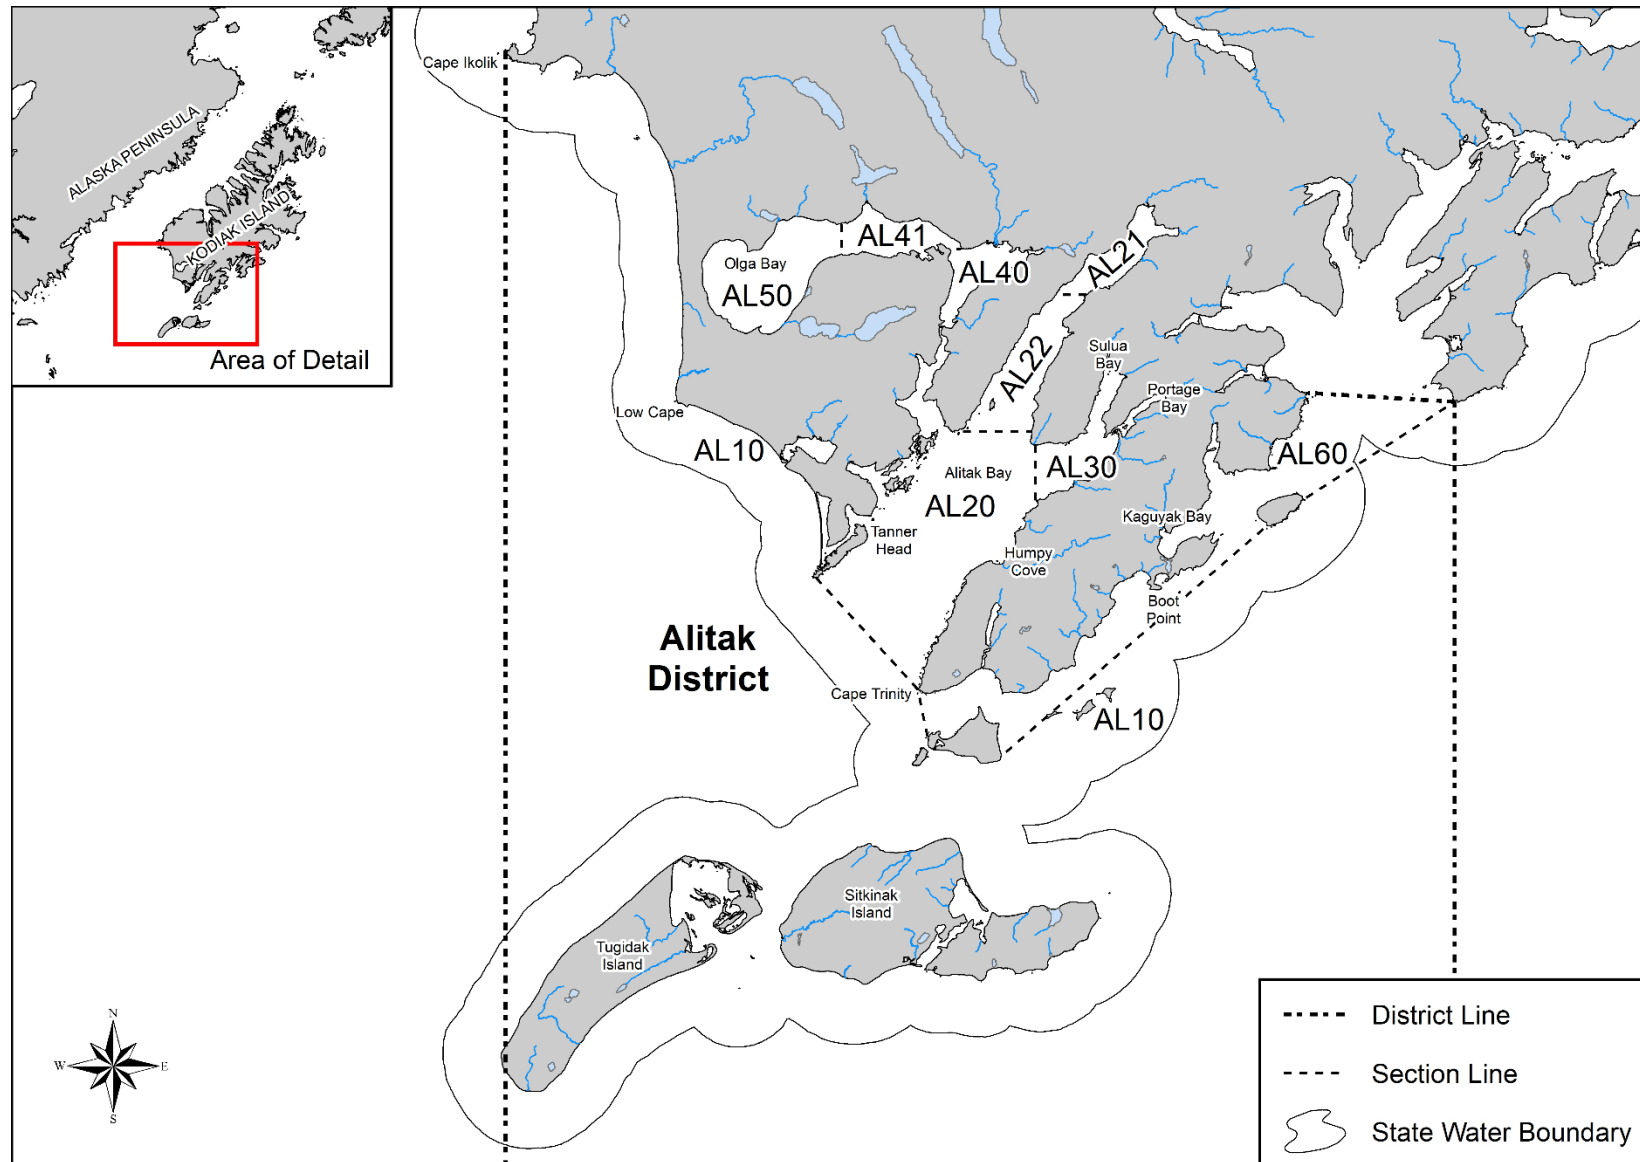 Cape Ikolik
ALASKA PENINSULA
KODIAK ISLAND
Area of Detail
AL41
Olga Bay
AL50
AL40
AL21
AL22
Sulua
Bay
Portage
Bay
Low Cape
AL10
Alitak Bay
AL20
AL30
AL60
Kaguyak Bay
Tanner
Head
Humpy
Cove
Boot
Point
Alitak
District
Cape Trinity
AL10
Sitkinak
Island
Tugidak
Island
N
W
E
S
District Line
Section Line
State Water Boundary